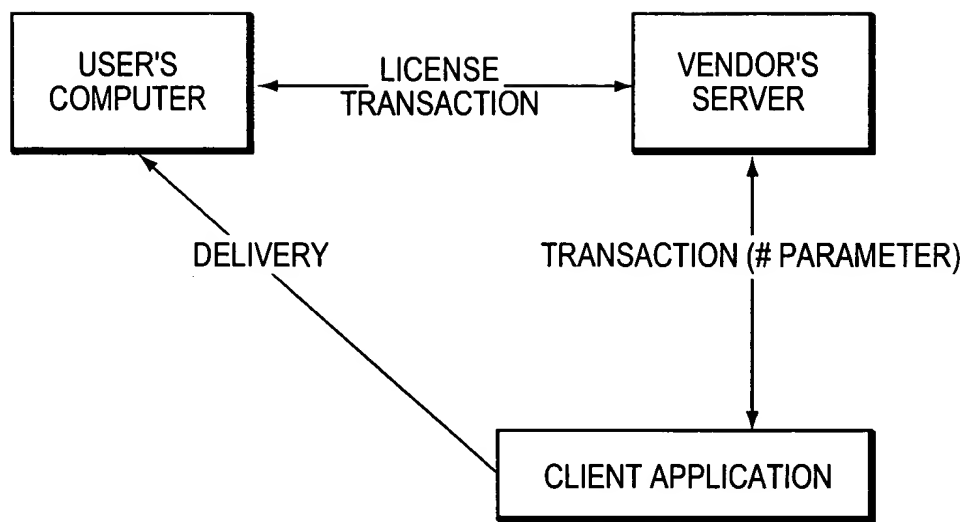 USER'S
COMPUTER
LICENSE
TRANSACTION
VENDOR'S
SERVER
DELIVERY
TRANSACTION (# PARAMETER)
CLIENT APPLICATION